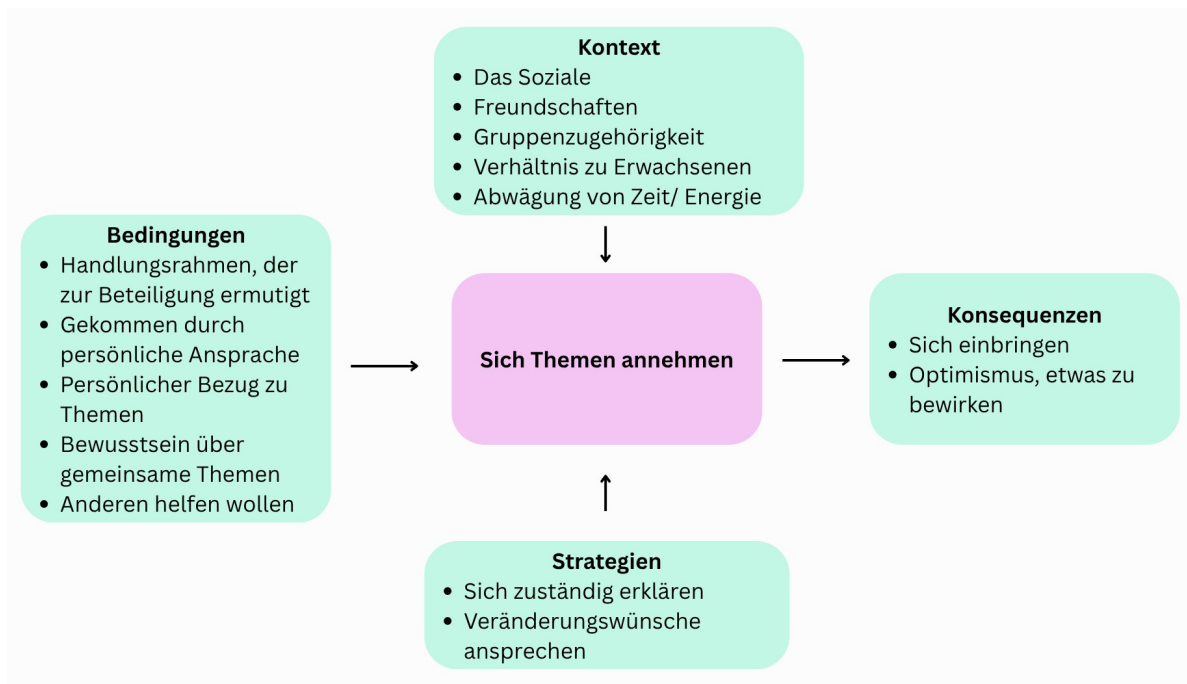 Kontext
• Das Soziale
• Freundschaften
• Gruppenzugehörigkeit
• Verhältnis zu Erwachsenen
• Abwägung von Zeit/ Energie
Bedingungen
• Handlungsrahmen, der
zur Beteiligung ermutigt
• Gekommen durch
persönliche Ansprache
• Persönlicher Bezug zu
Themen
• Bewusstsein über
gemeinsame Themen
• Anderen helfen wollen
Sich Themen annehmen
Konsequenzen
• Sich einbringen
• Optimismus, etwas zu
bewirken
Strategien
• Sich zuständig erklären
• Veränderungswünsche
ansprechen